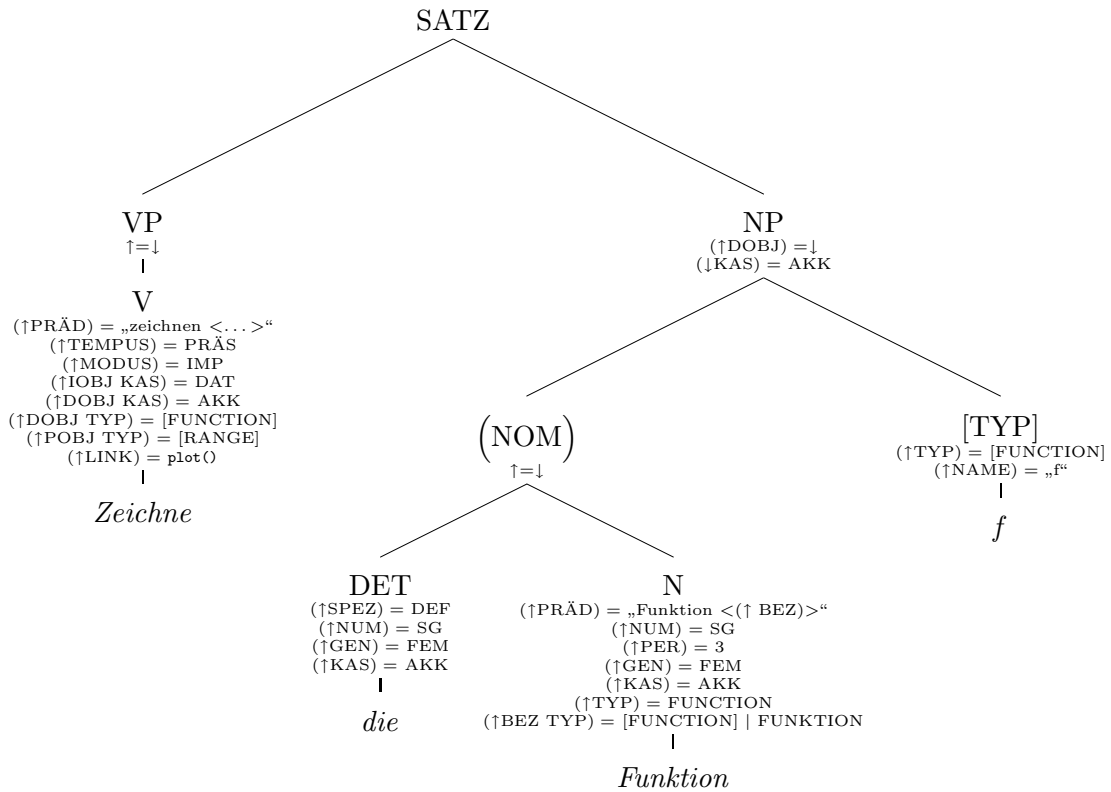 SATZ
VP
↑=↓
NP
(↑DOBJ) =↓
(↓KAS) = AKK
V
(↑PRÄD) = „zeichnen <...>“
(↑TEMPUS) = PRÄS
(↑MODUS) = IMP
(↑IOBJ KAS) = DAT
(↑DOBJ KAS) = AKK
(↑DOBJ TYP) = [FUNCTION]
(↑POBJ TYP) = [RANGE]
(↑LINK) = plot()
Zeichne
(NOM)
↑=↓
[TYP]
(↑TYP) = [FUNCTION]
(↑NAME) = „f“
f
DET
(↑SPEZ) = DEF
(↑NUM) = SG
(↑GEN) = FEM
(↑KAS) = AKK
die
N
(↑PRÄD) = „Funktion <(↑ BEZ)>“
(↑NUM) = SG
(↑PER) = 3
(↑GEN) = FEM
(↑KAS) = AKK
(↑TYP) = FUNCTION
(↑BEZ TYP) = [FUNCTION] | FUNKTION
Funktion